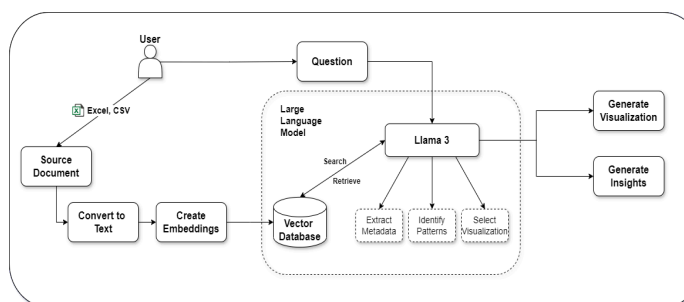 User
Question
Excel, CSV
Large
Language
Model
Llama 3
Generate
Visualization
Search
Source
Document
Retrieve
Generate
Insights
Convert to
Text
Create
Embeddings
Vector
Database
Extract
Metadata
Identify
Patterns
Select
Visualization